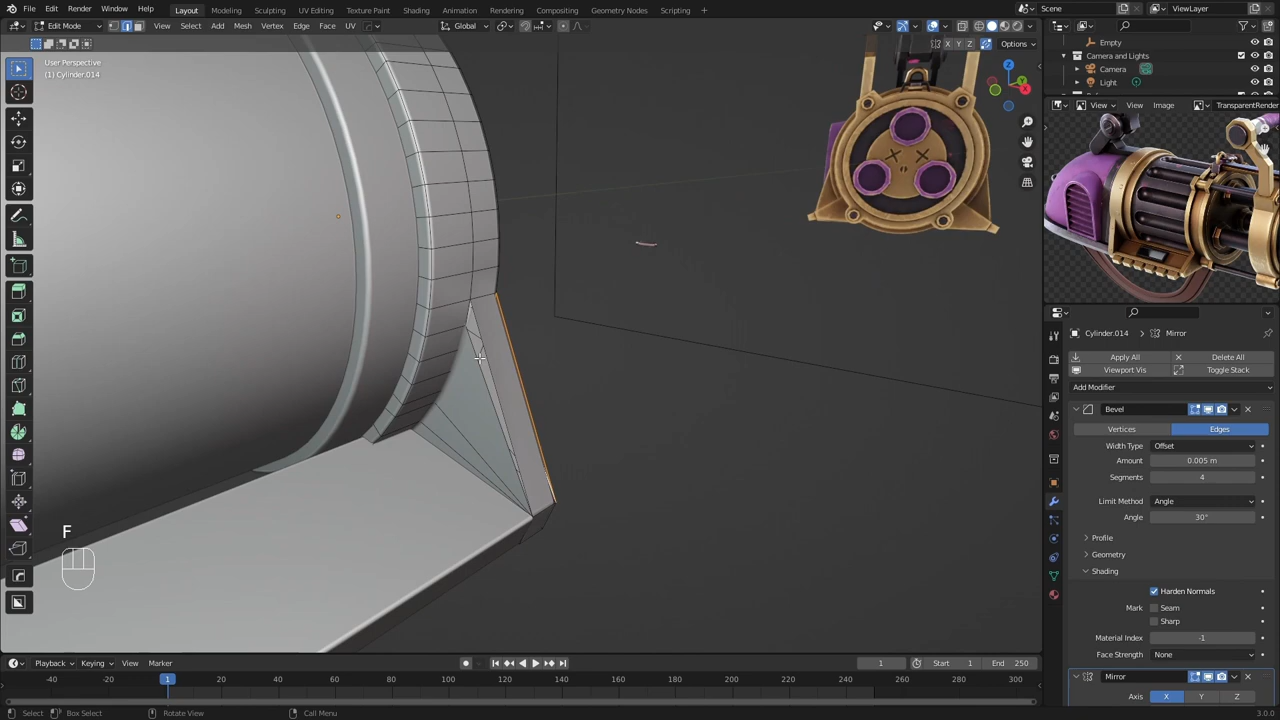 File Edit Render Window Help Layout Modeling Sculpting UV Editing Texture Paint Shading Animation Rendering Compositing Geometry Nodes Scripting Scene ViewLayer
Edit Mode View Select Add Mesh Vertex Edge Face UV Global
X Y Z Options
User Perspective
(1) Cylinder.014
Empty
Camera and Lights
Camera
Light
View View Image TransparentRender
Z
Y
X
Cylinder.014 Mirror
Apply All Delete All
Viewport Vis Toggle Stack
Add Modifier
Bevel
Vertices Edges
Width Type Offset
Amount 0.005 m
Segments 4
Limit Method Angle
Angle 30°
Profile
Geometry
Shading
Harden Normals
Mark Seam
Sharp
Material Index -1
Face Strength None
Mirror
Axis X Y Z
F
Playback Keying View Marker 1 Start 1 End 250
-40 -20 1 20 40 60 80 100 120 140 160 180 200 220 240 260 280 300
Select Box Select Rotate View Call Menu 3.0.0